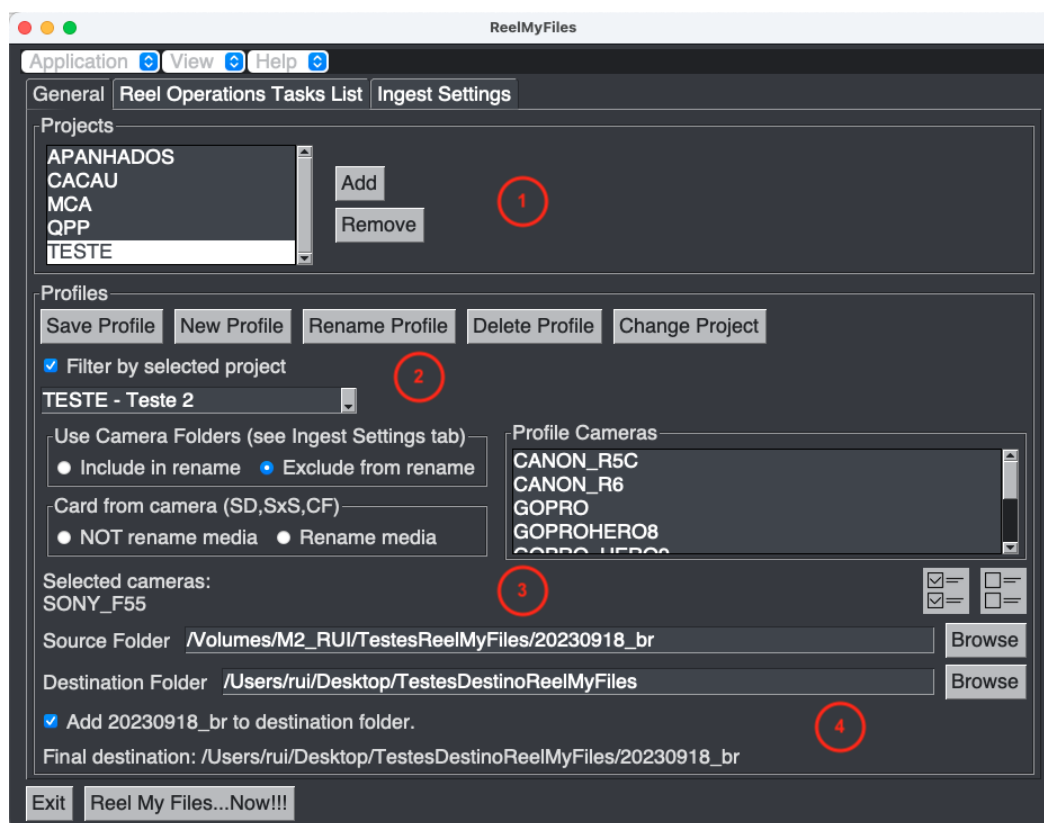 ReelMyFiles
Application View Help
General Reel Operations Tasks List Ingest Settings
Projects
APANHADOS
CACAU
MCA
QPP
TESTE
Add
Remove
1
Profiles
Save Profile New Profile Rename Profile Delete Profile Change Project
Filter by selected project
2
TESTE - Teste 2
Use Camera Folders (see Ingest Settings tab)
Include in rename Exclude from rename
Card from camera (SD,SxS,CF)
NOT rename media Rename media
Profile Cameras
CANON_R5C
CANON_R6
GOPRO
GOPROHERO8
Selected cameras:
SONY_F55
3
Source Folder /Volumes/M2_RUI/TestesReelMyFiles/20230918_br Browse
Destination Folder /Users/rui/Desktop/TestesDestinoReelMyFiles Browse
Add 20230918_br to destination folder.
4
Final destination: /Users/rui/Desktop/TestesDestinoReelMyFiles/20230918_br
Exit Reel My Files...Now!!!